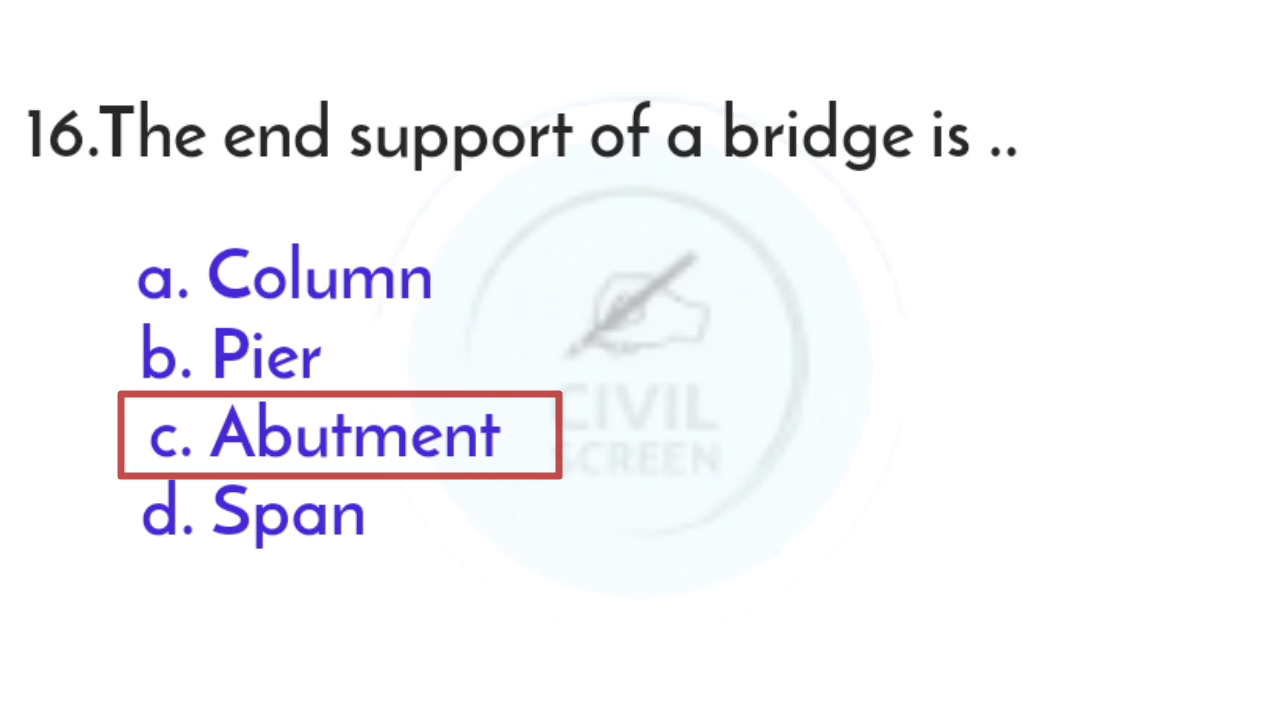 16.The end support of a bridge is ..
a. Column
b. Pier
c. Abutment
d. Span
CIVIL
SCREEN